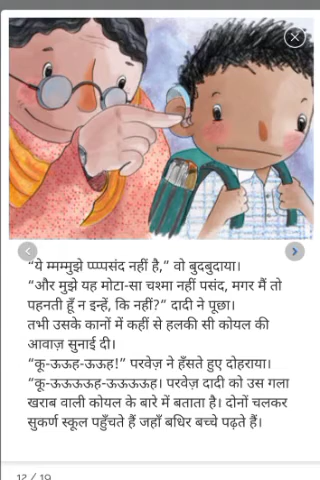 “ये म्मम्मुझे प्प्प्पसंद नहीं है,“ वो बुदबुदाया।
“और मुझे यह मोटा-सा चश्मा नहीं पसंद, मगर मैं तो
पहनती हूँ न इन्हें, कि नहीं?“ दादी ने पूछा।
तभी उसके कानों में कहीं से हलकी सी कोयल की
आवाज़ सुनाई दी।
“कू-ऊऊह-ऊऊह!“ परवेज़ ने हँसते हुए दोहराया।
“कू-ऊऊऊऊह-ऊऊऊऊह। परवेज़ दादी को उस गला
खराब वाली कोयल के बारे में बताता है। दोनों चलकर
सुकर्ण स्कूल पहुँचते हैं जहाँ बधिर बच्चे पढ़ते हैं।
12 / 19